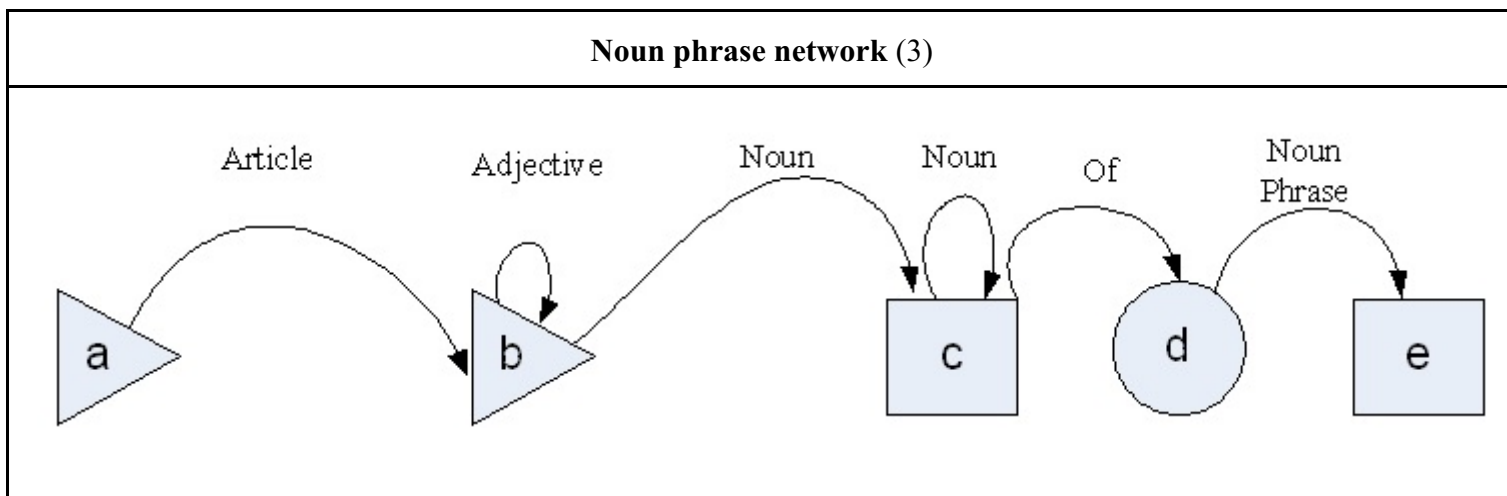 Noun phrase network (3)
Article
Adjective
Noun
Noun
Of
Noun
Phrase
a
b
c
d
e